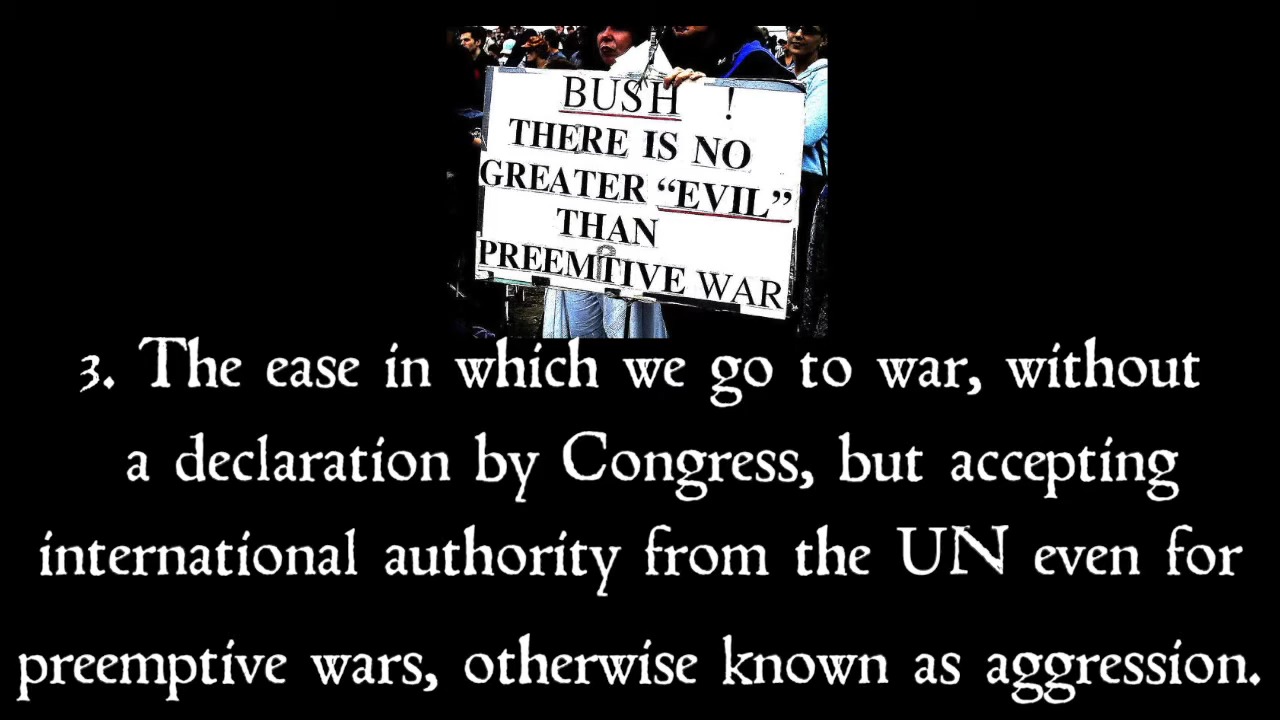 BUSH !
THERE IS NO
GREATER “EVIL”
THAN
PREEMTIVE WAR
3. The ease in which we go to war, without
a declaration by Congress, but accepting
international authority from the UN even for
preemptive wars, otherwise known as aggression.